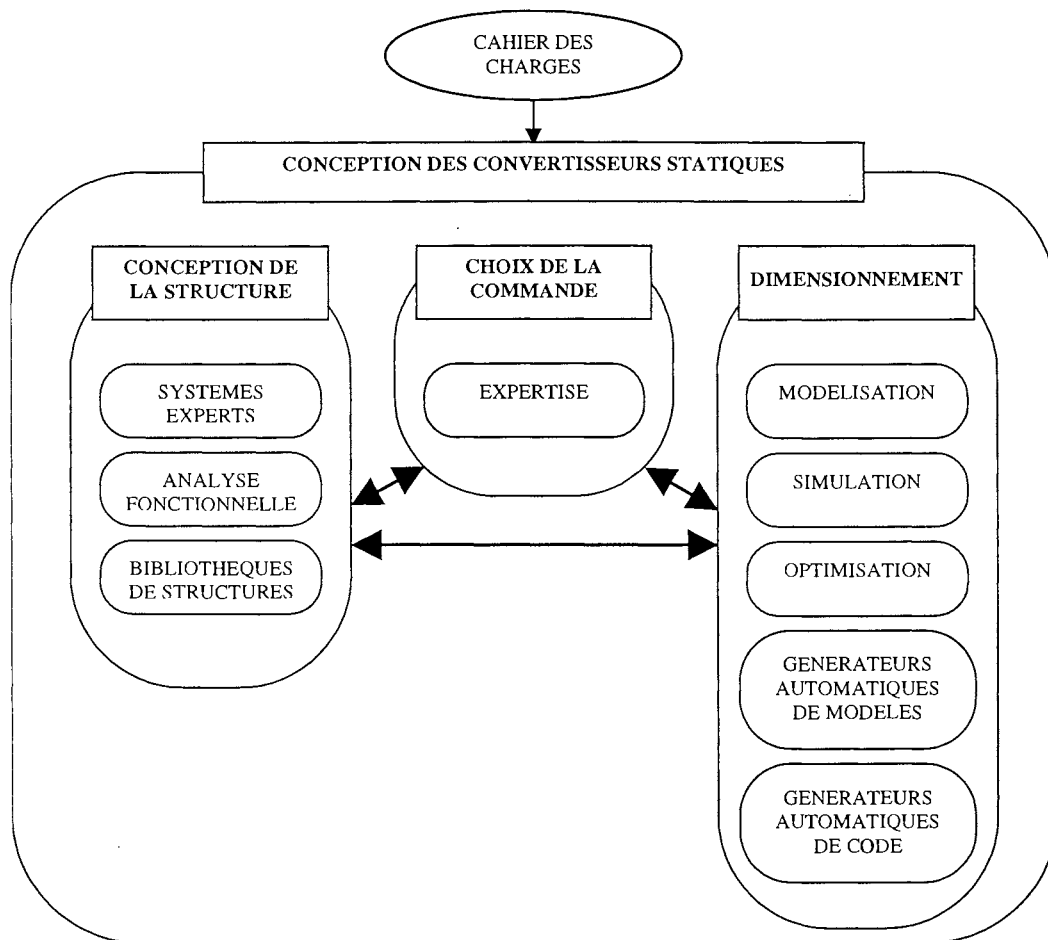 CAHIER DES
CHARGES
CONCEPTION DES CONVERTISSEURS STATIQUES
CONCEPTION DE
LA STRUCTURE
SYSTEMES
EXPERTS
ANALYSE
FONCTIONNELLE
BIBLIOTHEQUES
DE STRUCTURES
CHOIX DE LA
COMMANDE
EXPERTISE
DIMENSIONNEMENT
MODELISATION
SIMULATION
OPTIMISATION
GENERATEURS
AUTOMATIQUES
DE MODELES
GENERATEURS
AUTOMATIQUES
DE CODE